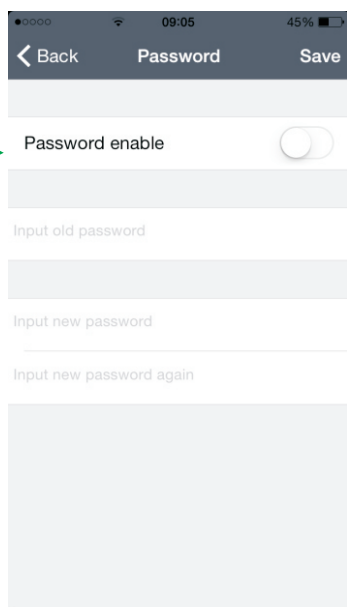 09:05 45%
Back Password Save
Password enable
Input old password
Input new password
Input new password again